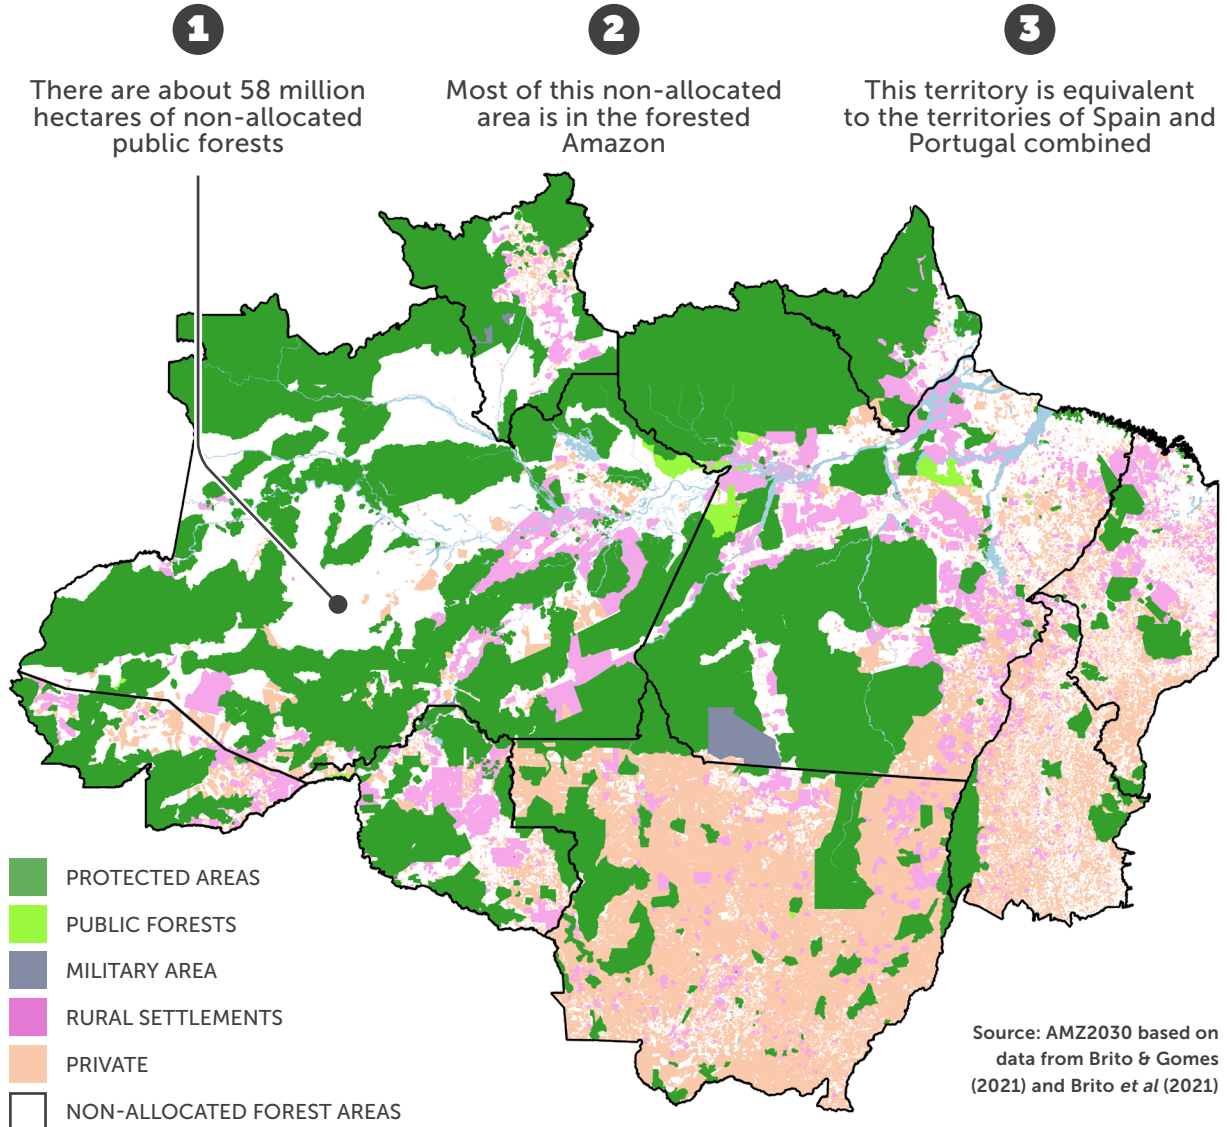 1
There are about 58 million
hectares of non-allocated
public forests
2
Most of this non-allocated
area is in the forested
Amazon
3
This territory is equivalent
to the territories of Spain and
Portugal combined
PROTECTED AREAS
PUBLIC FORESTS
MILITARY AREA
RURAL SETTLEMENTS
PRIVATE
NON-ALLOCATED FOREST AREAS
Source: AMZ2030 based on
data from Brito & Gomes
(2021) and Brito et al (2021)